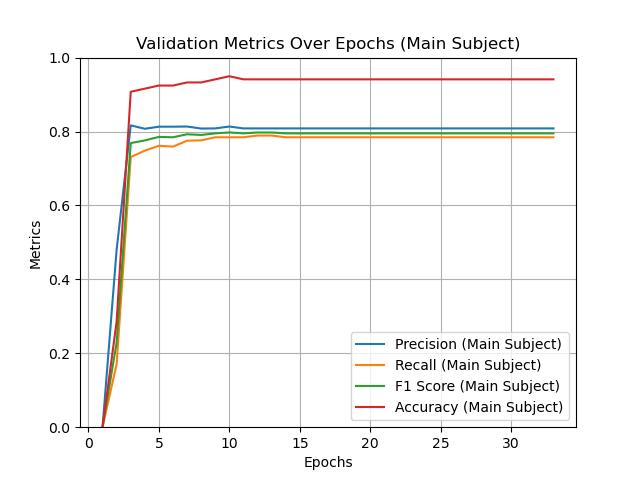 Validation Metrics Over Epochs (Main Subject)
1.0
0.8
0.6
0.4
0.2
0.0
Metrics
Precision (Main Subject)
Recall (Main Subject)
F1 Score (Main Subject)
Accuracy (Main Subject)
0 5 10 15 20 25 30
Epochs